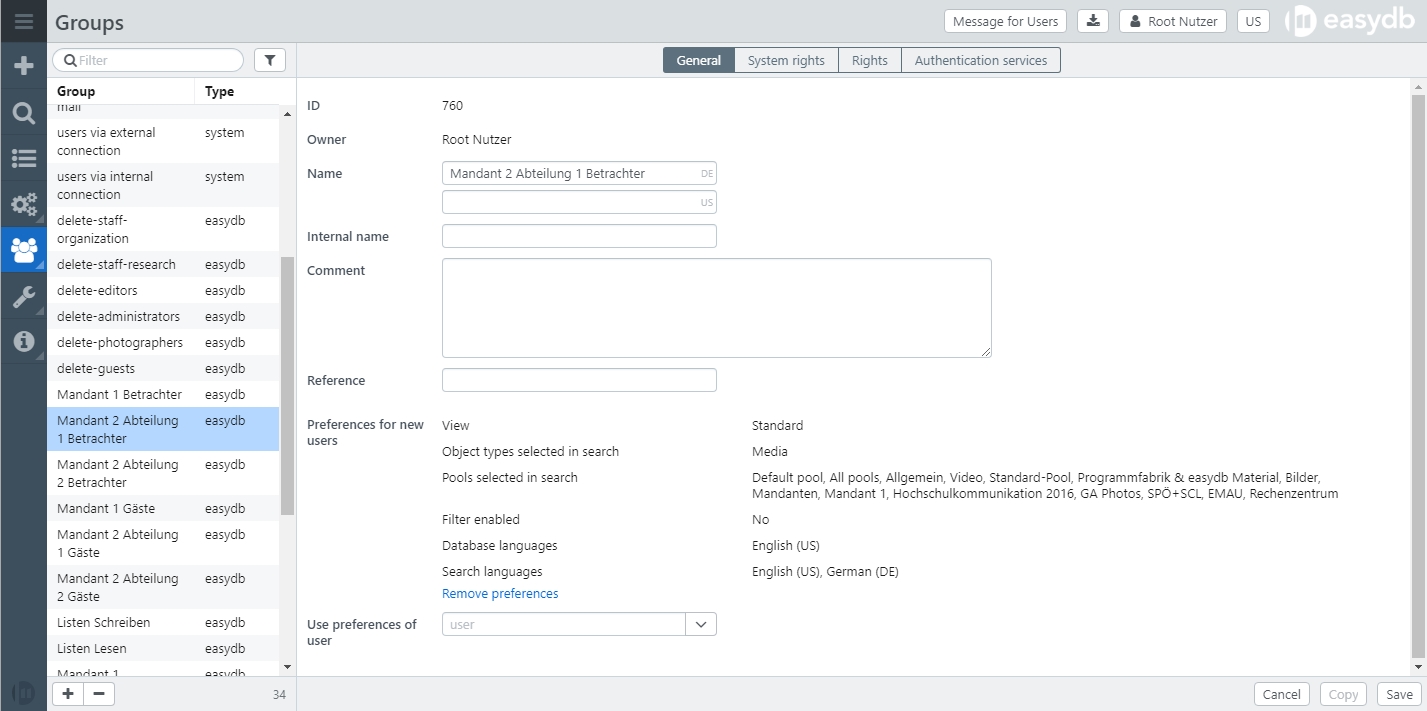 Groups
Message for Users
Root Nutzer
US
easydb
Filter
General
System rights
Rights
Authentication services
Group Type
mail
users via external
connection
system
users via internal
connection
system
delete-staff-
organization
easydb
delete-staff-research easydb
delete-editors easydb
delete-administrators easydb
delete-photographers easydb
delete-guests easydb
Mandant 1 Betrachter easydb
Mandant 2 Abteilung
1 Betrachter
easydb
Mandant 2 Abteilung
2 Betrachter
easydb
Mandant 1 Gäste easydb
Mandant 2 Abteilung
1 Gäste
easydb
Mandant 2 Abteilung
2 Gäste
easydb
Listen Schreiben easydb
Listen Lesen easydb
Mandant 1 easydb
34
ID 760
Owner Root Nutzer
Name Mandant 2 Abteilung 1 Betrachter DE
US
Internal name
Comment
Reference
Preferences for new
users
View Standard
Object types selected in search Media
Pools selected in search
Default pool, All pools, Allgemein, Video, Standard-Pool, Programmfabrik & easydb Material, Bilder,
Mandanten, Mandant 1, Hochschulkommunikation 2016, GA Photos, SPÖ+SCL, EMAU, Rechenzentrum
Filter enabled No
Database languages English (US)
Search languages English (US), German (DE)
Remove preferences
Use preferences of
user
user
Cancel
Copy
Save